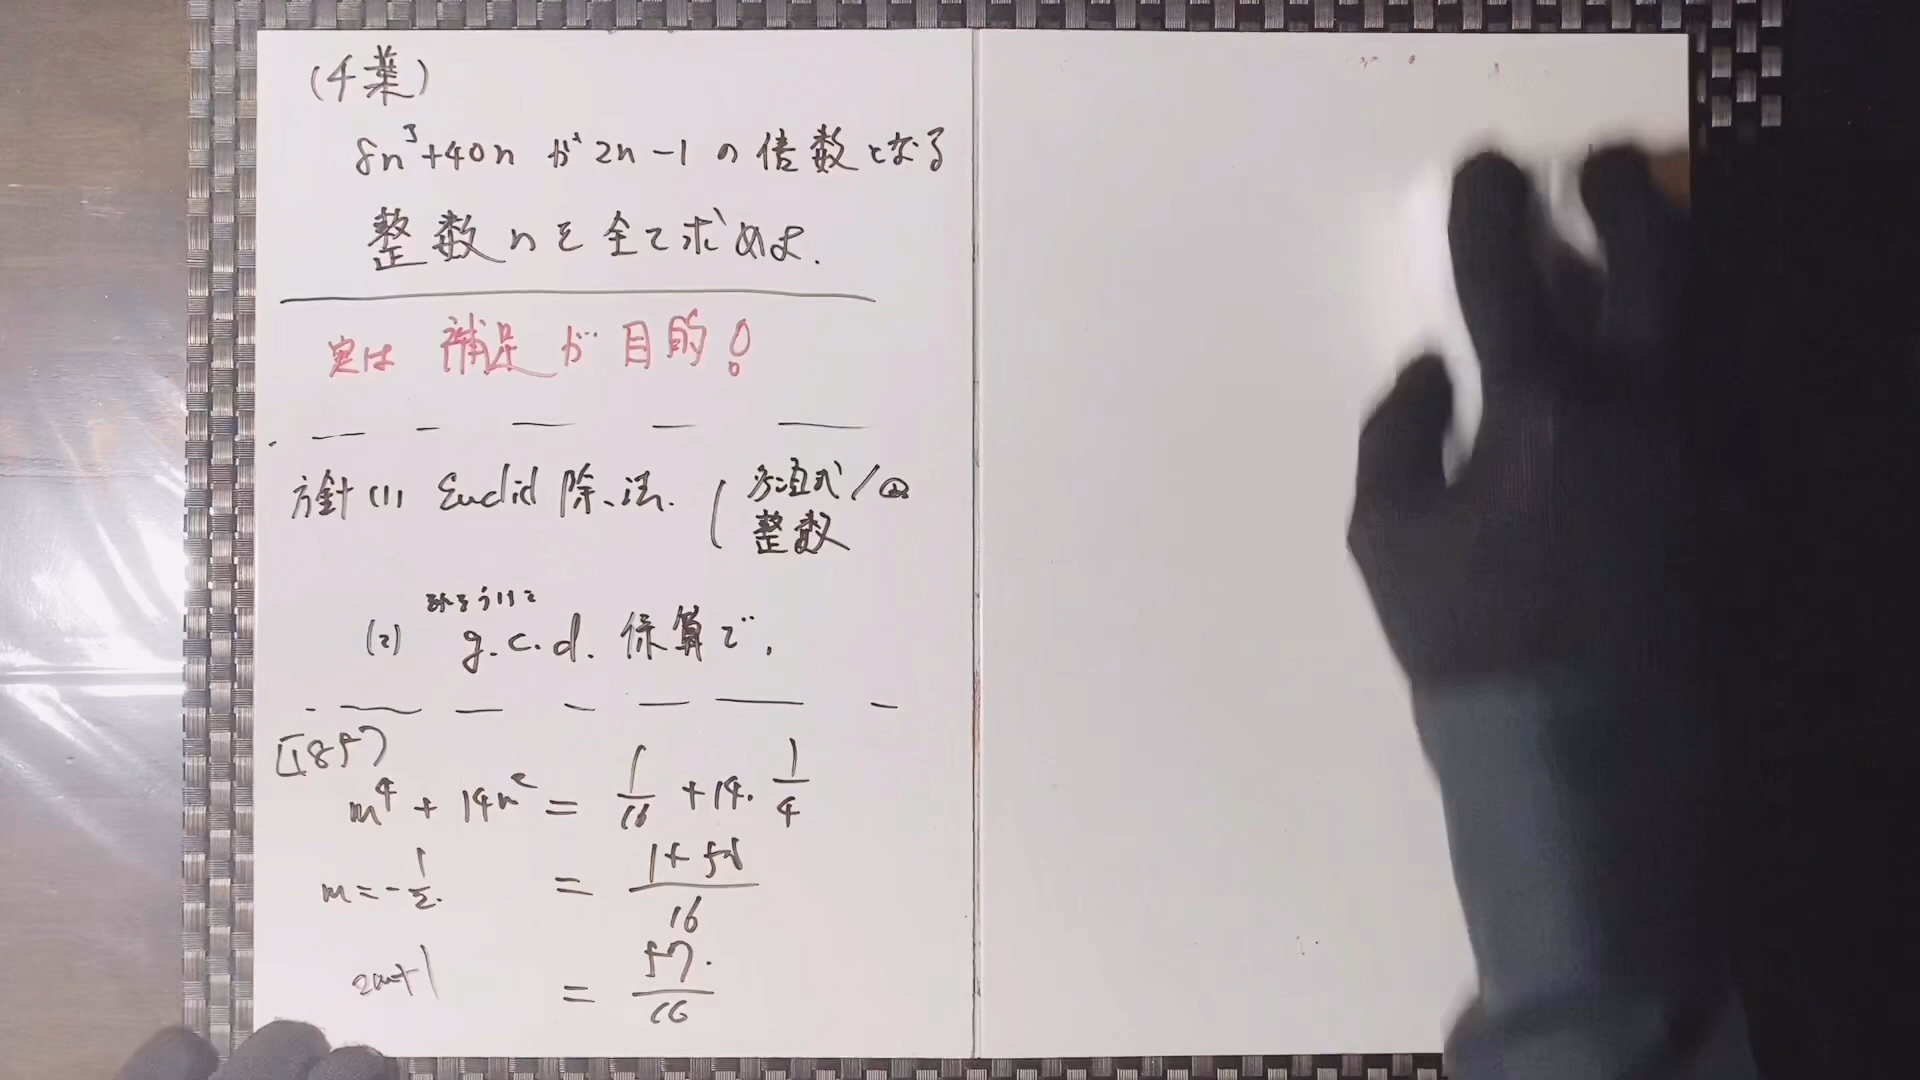 (千葉)
8n³+40n が 2n-1 の倍数となる
整数 n を全て求めよ.
実は 補足が目的!
方針 (1) Euclid 除法. (多項式/Q
整数
(2) g.c.d. 保算で,
[185]
m⁴ + 14m² = 1/16 + 14・1/4
m = -1/2. = 1+56/16
2m+1 = 57./16